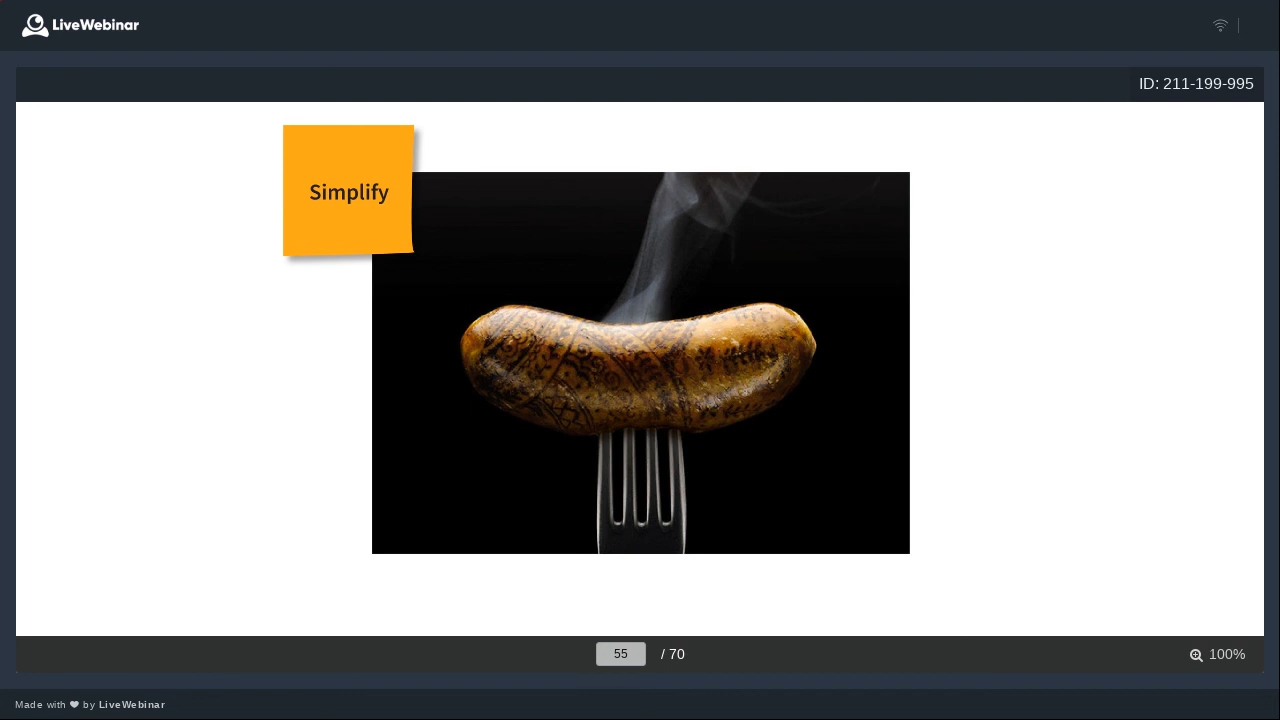 LiveWebinar
ID: 211-199-995
Simplify
55 / 70
100%
Made with ❤ by LiveWebinar